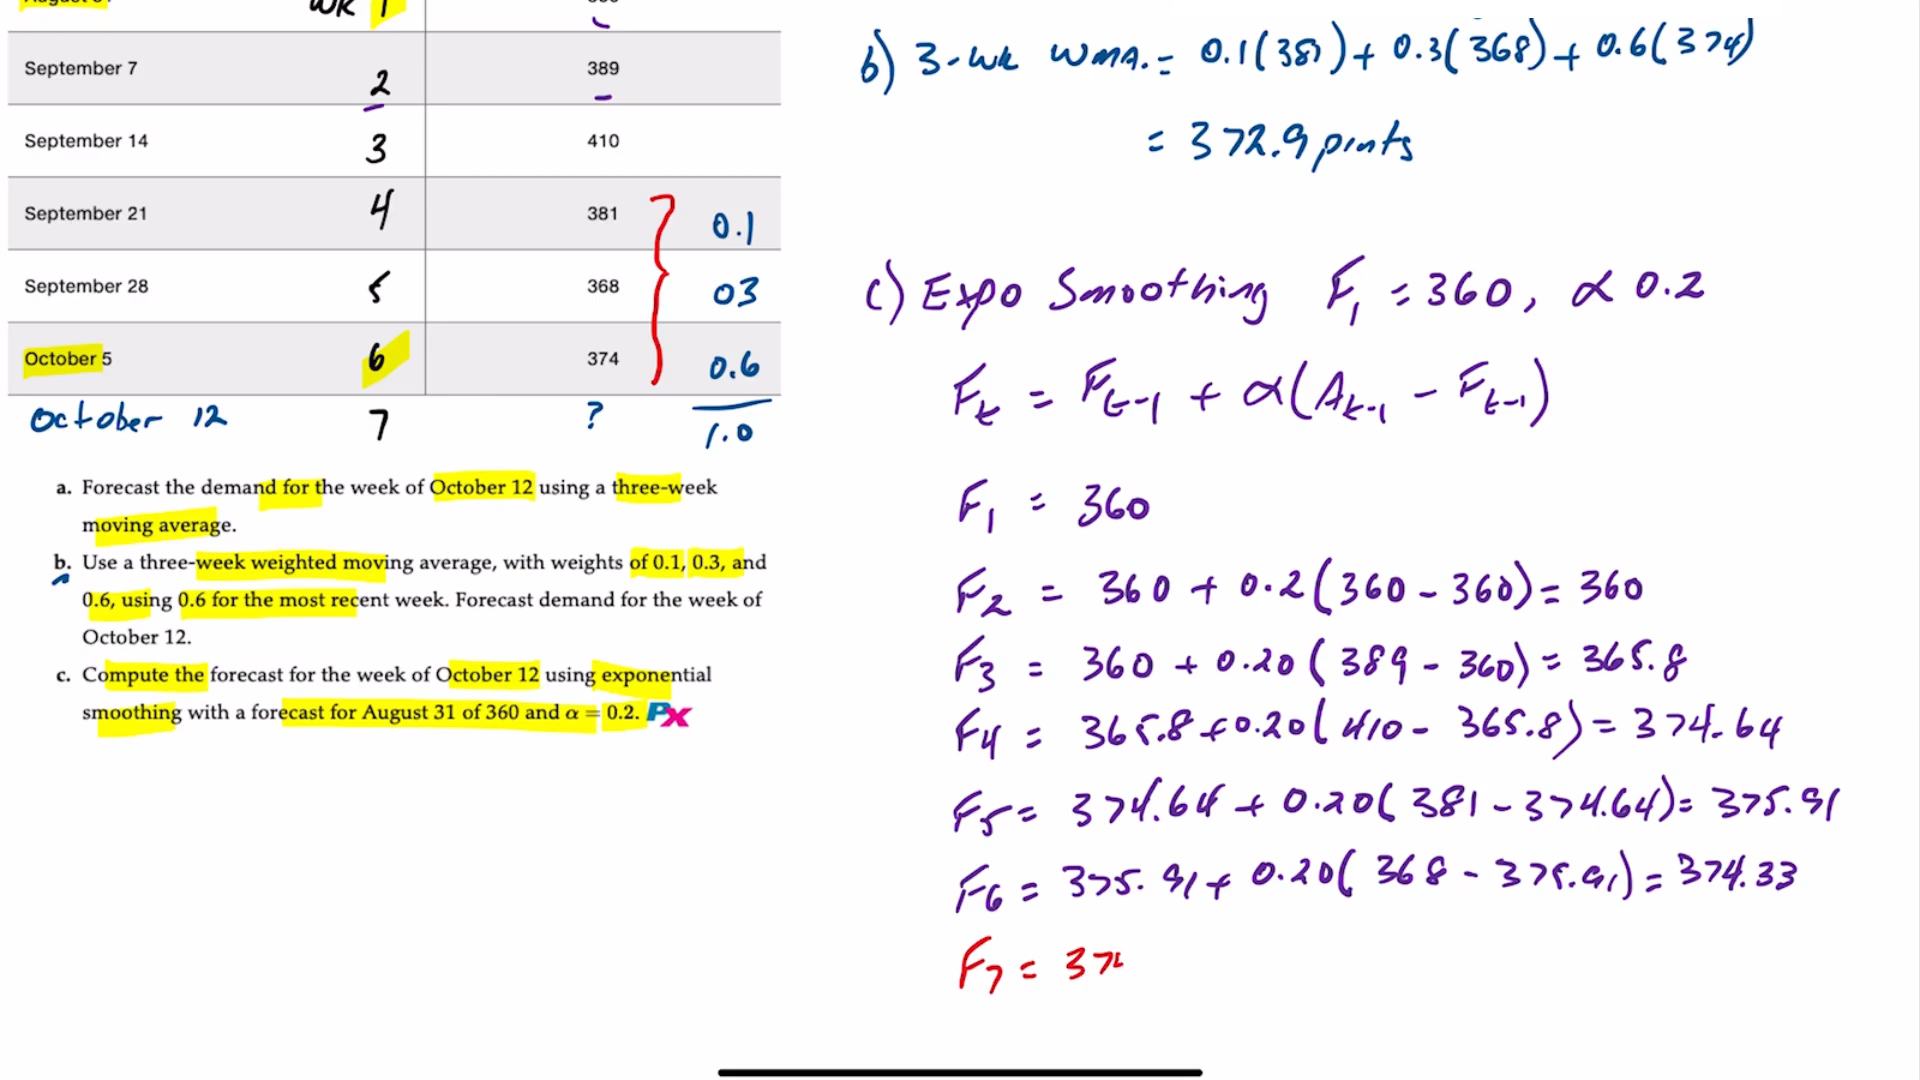 WK 1
September 7 2 389
September 14 3 410
September 21 4 381 0.1
September 28 5 368 03
October 5 6 374 0.6
October 12 7 ? 1.0
a. Forecast the demand for the week of October 12 using a three-week
moving average.
b. Use a three-week weighted moving average, with weights of 0.1, 0.3, and
0.6, using 0.6 for the most recent week. Forecast demand for the week of
October 12.
c. Compute the forecast for the week of October 12 using exponential
smoothing with a forecast for August 31 of 360 and α = 0.2. PX
b) 3-wk WMA. = 0.1(381) + 0.3(368) + 0.6(374)
= 372.9 pints
c) Expo Smoothing F₁ = 360, α 0.2
Fₜ = Fₜ₋₁ + α(Aₜ₋₁ - Fₜ₋₁)
F₁ = 360
F₂ = 360 + 0.2(360 - 360) = 360
F₃ = 360 + 0.20(389 - 360) = 365.8
F₄ = 365.8 + 0.20(410 - 365.8) = 374.64
F₅ = 374.64 + 0.20(381 - 374.64) = 375.91
F₆ = 375.91 + 0.20(368 - 375.91) = 374.33
F₇ = 37